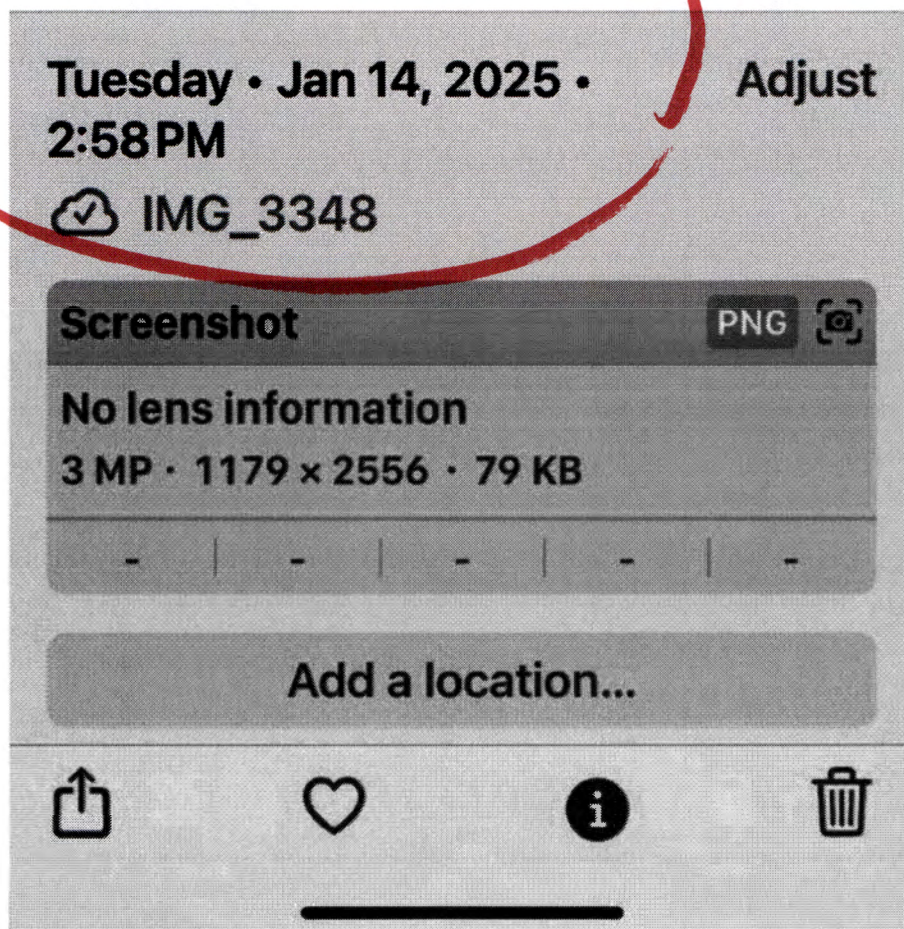 Tuesday • Jan 14, 2025 •
Adjust
2:58 PM
IMG_3348
Screenshot
PNG
No lens information
3 MP · 1179 × 2556 · 79 KB
- | - | - | - | -
Add a location...